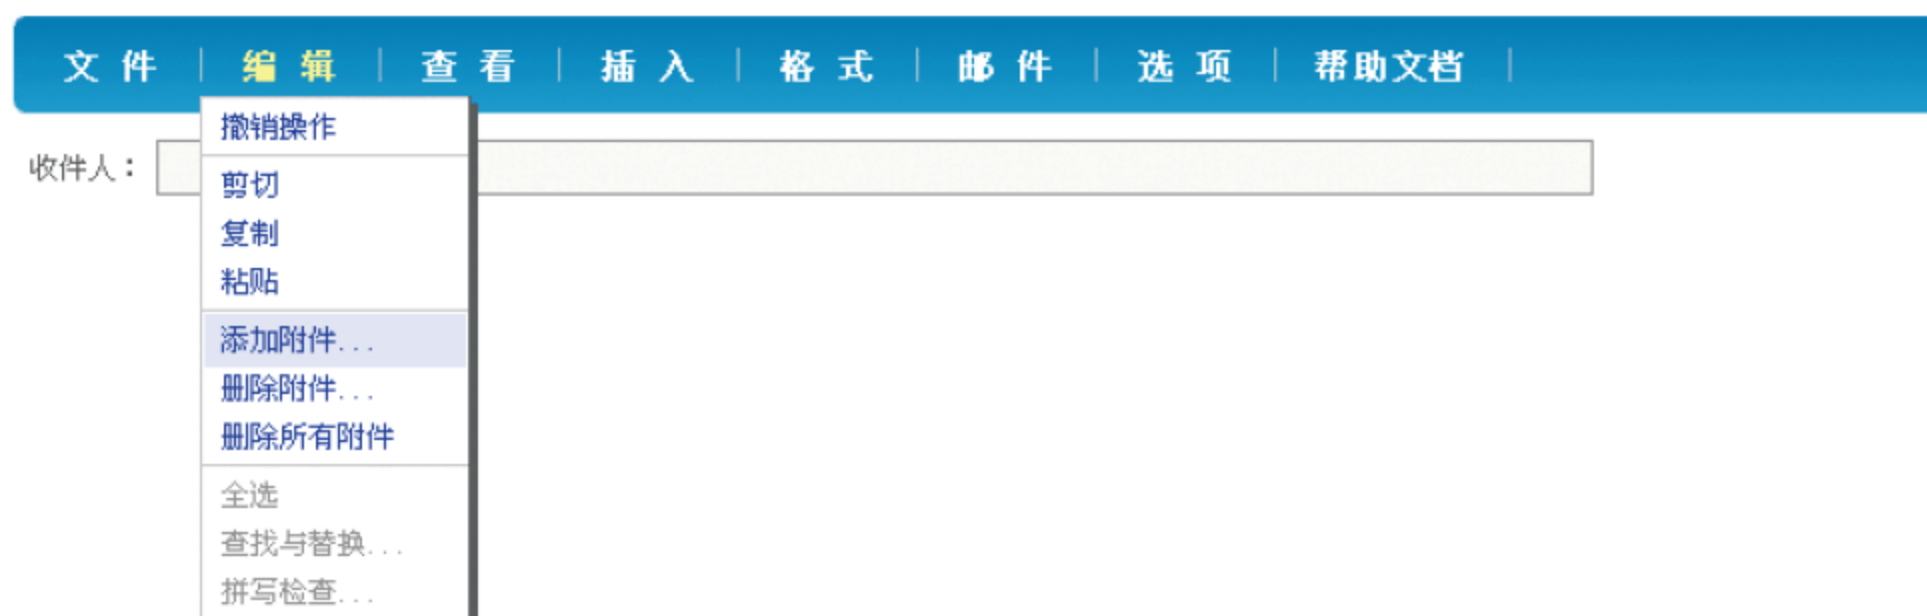 文 件 编 辑 查 看 插 入 格 式 邮 件 选 项 帮助文档
撤销操作
收件人：
剪切
复制
粘贴
添加附件...
删除附件...
删除所有附件
全选
查找与替换...
拼写检查...